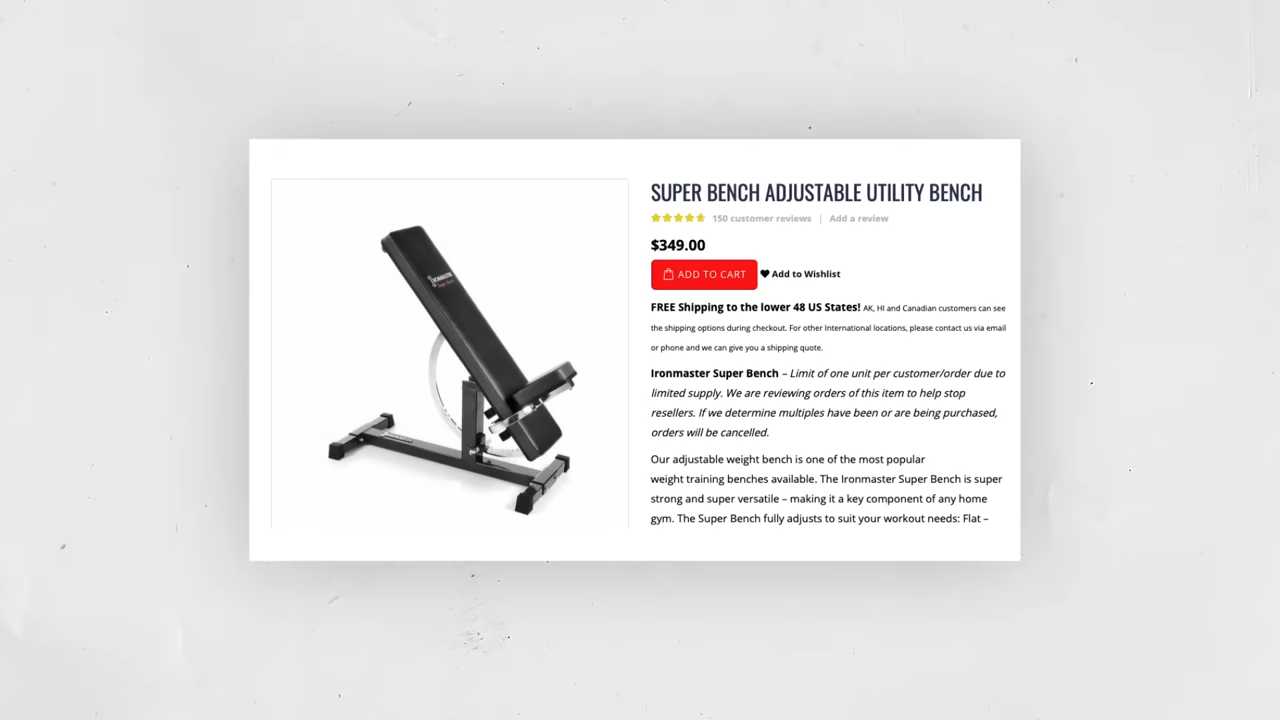 SUPER BENCH ADJUSTABLE UTILITY BENCH
150 customer reviews | Add a review
$349.00
ADD TO CART Add to Wishlist
FREE Shipping to the lower 48 US States! AK, HI and Canadian customers can see
the shipping options during checkout. For other International locations, please contact us via email
or phone and we can give you a shipping quote.
Ironmaster Super Bench – Limit of one unit per customer/order due to
limited supply. We are reviewing orders of this item to help stop
resellers. If we determine multiples have been or are being purchased,
orders will be cancelled.
Our adjustable weight bench is one of the most popular
weight training benches available. The Ironmaster Super Bench is super
strong and super versatile – making it a key component of any home
gym. The Super Bench fully adjusts to suit your workout needs: Flat –
IRONMASTER
Super Bench